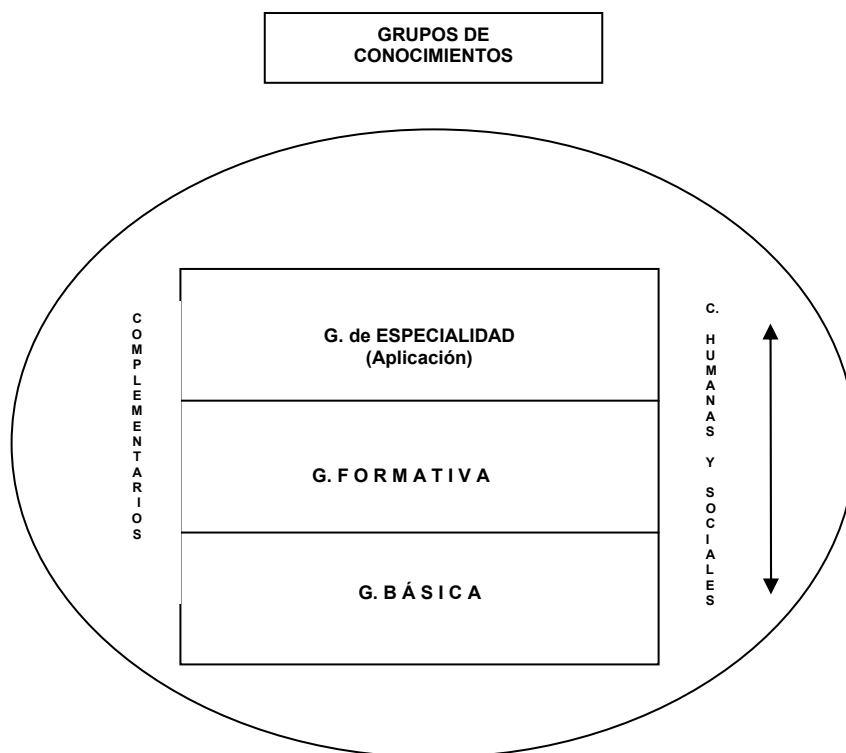 GRUPOS DE
CONOCIMIENTOS
COMPLEMENTARIOS
G. de ESPECIALIDAD
(Aplicación)
G. F O R M A T I V A
G. B Á S I C A
C. HUMANAS Y SOCIALES